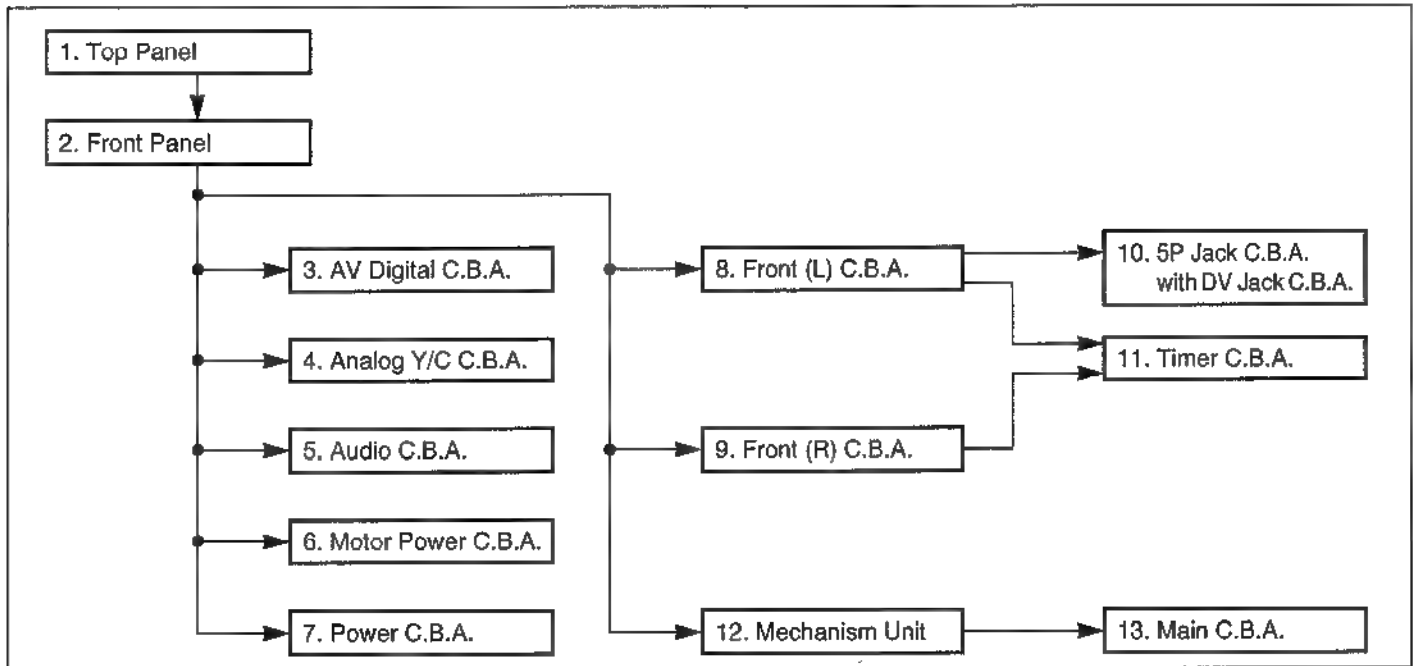 1. Top Panel
2. Front Panel
3. AV Digital C.B.A.
4. Analog Y/C C.B.A.
5. Audio C.B.A.
6. Motor Power C.B.A.
7. Power C.B.A.
8. Front (L) C.B.A.
9. Front (R) C.B.A.
10. 5P Jack C.B.A.
with DV Jack C.B.A.
11. Timer C.B.A.
12. Mechanism Unit
13. Main C.B.A.